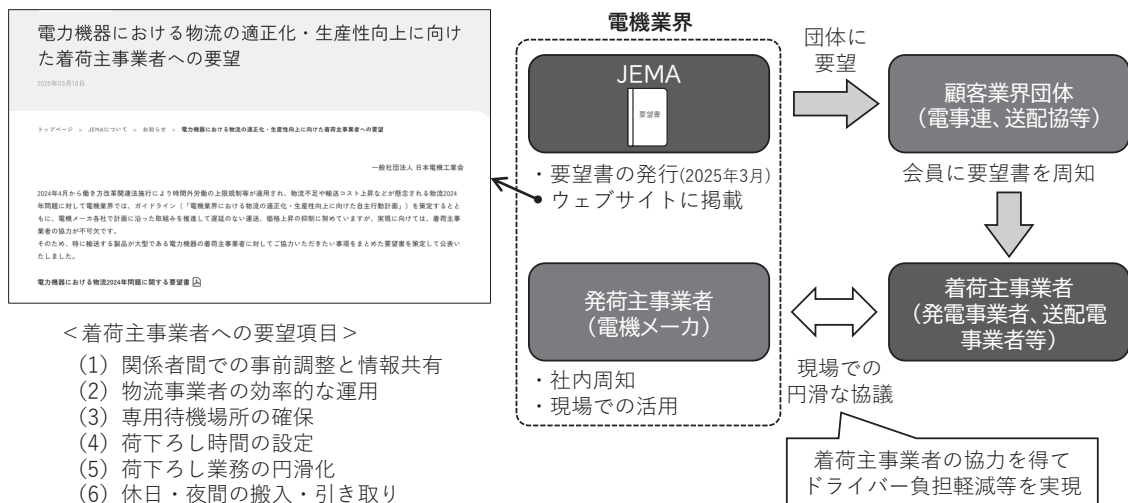 電力機器における物流の適正化・生産性向上に向け
た着荷主事業者への要望
2025年03月18日
トップページ > JEMAについて > お知らせ > 電力機器における物流の適正化・生産性向上に向けた着荷主事業者への要望
一般社団法人 日本電機工業会
2024年4月から働き方改革関連法施行により時間外労働の上限規制等が適用され、物流不足や輸送コスト上昇などが懸念される物流2024
年問題に対して電機業界では、ガイドライン（「電機業界における物流の適正化・生産性向上に向けた自主行動計画」）を策定するとと
もに、電機メーカ各社で計画に沿った取組みを推進して遅延のない運送、価格上昇の抑制に努めていますが、実現に向けては、着荷主事
業者の協力が不可欠です。
そのため、特に輸送する製品が大型である電力機器の着荷主事業者に対してご協力いただきたい事項をまとめた要望書を策定して公表い
たしました。
電力機器における物流2024年問題に関する要望書
＜着荷主事業者への要望項目＞
(1) 関係者間での事前調整と情報共有
(2) 物流事業者の効率的な運用
(3) 専用待機場所の確保
(4) 荷下ろし時間の設定
(5) 荷下ろし業務の円滑化
(6) 休日・夜間の搬入・引き取り
電機業界
JEMA
要望書
・要望書の発行(2025年3月)
・ウェブサイトに掲載
発荷主事業者
（電機メーカ）
・社内周知
・現場での活用
団体に
要望
顧客業界団体
（電事連、送配協等）
会員に要望書を周知
着荷主事業者
（発電事業者、送配電
事業者等）
現場での
円滑な協議
着荷主事業者の協力を得て
ドライバー負担軽減等を実現